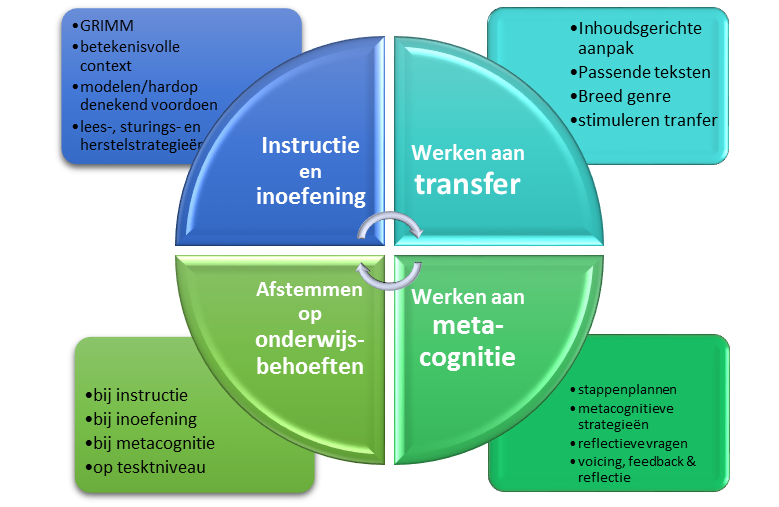 •GRIMM
•betekenisvolle
context
•modelen/hardop
denekend voordoen
•lees-, sturings- en
herstelstrategieën
•Inhoudsgerichte
aanpak
•Passende teksten
•Breed genre
•stimuleren tranfer
Instructie
en
inoefening
Werken aan
transfer
Afstemmen
op
onderwijs-
behoeften
Werken aan
meta-
cognitie
•bij instructie
•bij inoefening
•bij metacognitie
•op tesktniveau
•stappenplannen
•metacognitieve
strategieën
•reflectieve vragen
•voicing, feedback &
reflectie